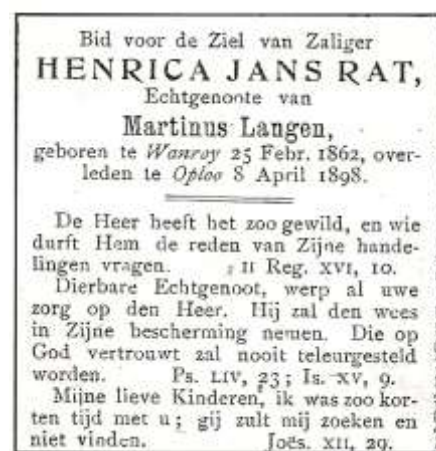 Bid voor de Ziel van Zaliger
HENRICA JANS RAT,
Echtgenoote van
Martinus Langen,
geboren te Wanroy 25 Febr. 1862, over-
leden te Oploo 8 April 1898.
De Heer heeft het zoo gewild, en wie
durft Hem de reden van Zijne hande-
lingen vragen. II Reg. XVI, 10.
Dierbare Echtgenoot, werp al uwe
zorg op den Heer. Hij zal den wees
in Zijne bescherming nemen. Die op
God vertrouwt zal nooit teleurgesteld
worden. Ps. LIV, 23; Is. XV, 9.
Mijne lieve Kinderen, ik was zoo kor-
ten tijd met u; gij zult mij zoeken en
niet vinden. Joës. XII, 29.